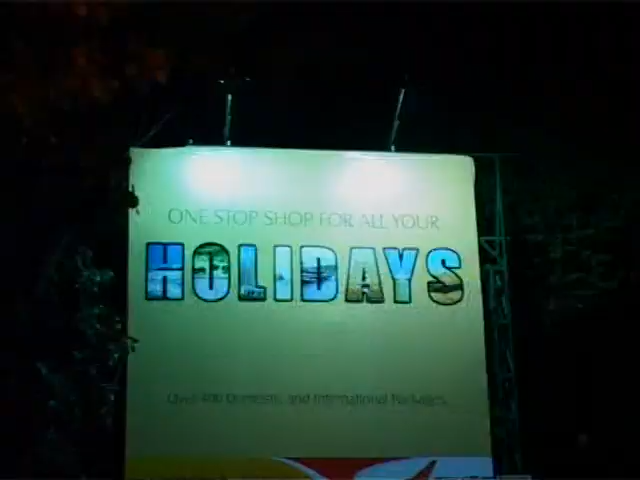 ONE STOP SHOP FOR ALL YOUR
HOLIDAYS
Over 400 Domestic and International Packages